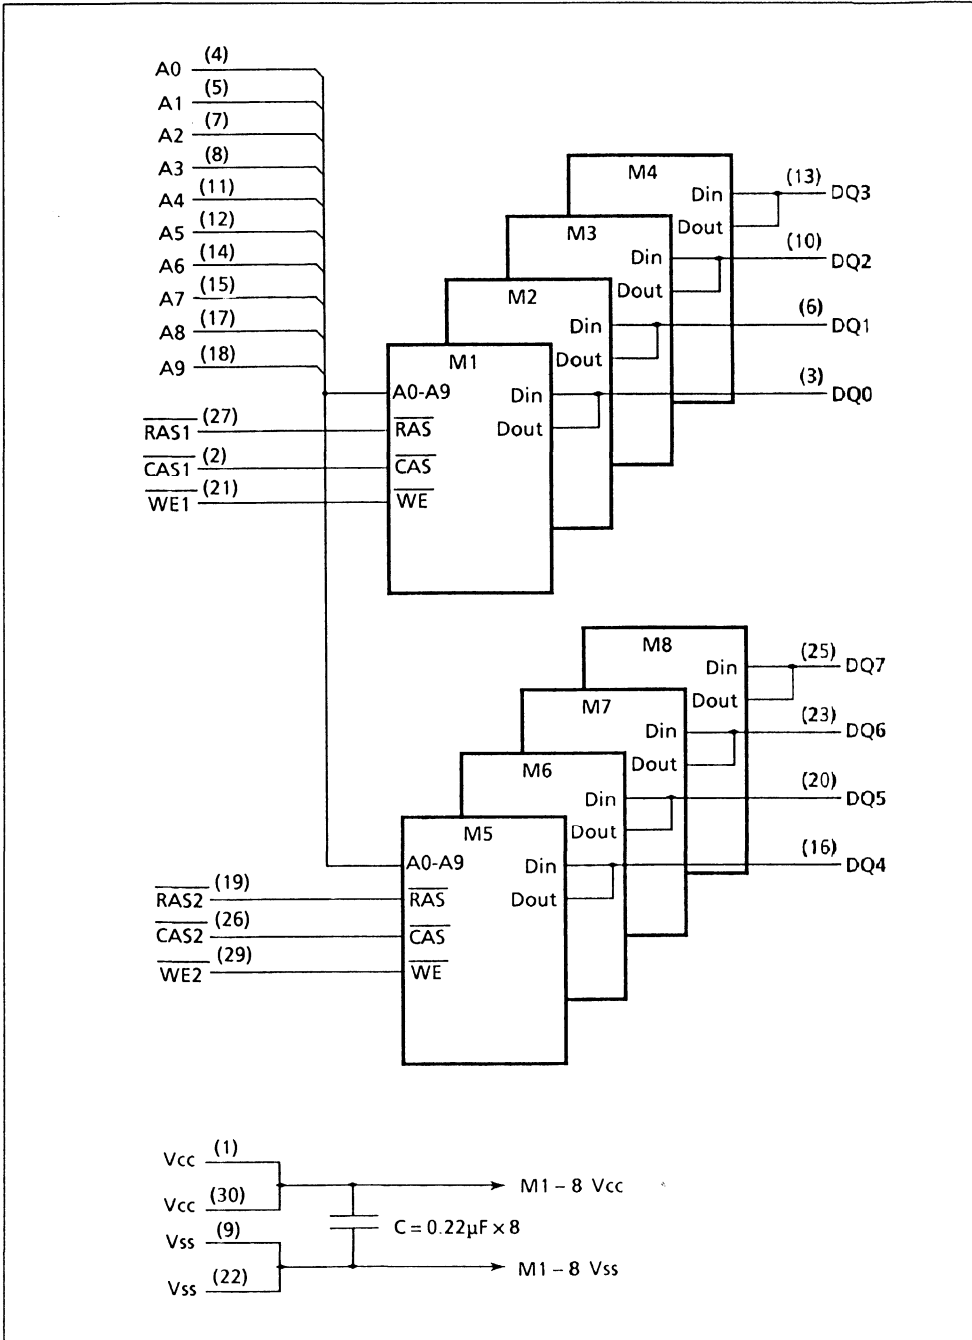 A0 (4)
A1 (5)
A2 (7)
A3 (8)
A4 (11)
A5 (12)
A6 (14)
A7 (15)
A8 (17)
A9 (18)
RAS1 (27)
CAS1 (2)
WE1 (21)
M4
Din (13) DQ3
Dout
M3
Din (10) DQ2
Dout
M2
Din (6) DQ1
Dout
M1
A0-A9 Din (3) DQ0
RAS Dout
CAS
WE
M8
Din (25) DQ7
Dout
M7
Din (23) DQ6
Dout
M6
Din (20) DQ5
Dout
M5
A0-A9 Din (16) DQ4
RAS2 (19) RAS Dout
CAS2 (26) CAS
WE2 (29) WE
Vcc (1)
M1 – 8 Vcc
Vcc (30)
C = 0.22µF × 8
Vss (9)
M1 – 8 Vss
Vss (22)